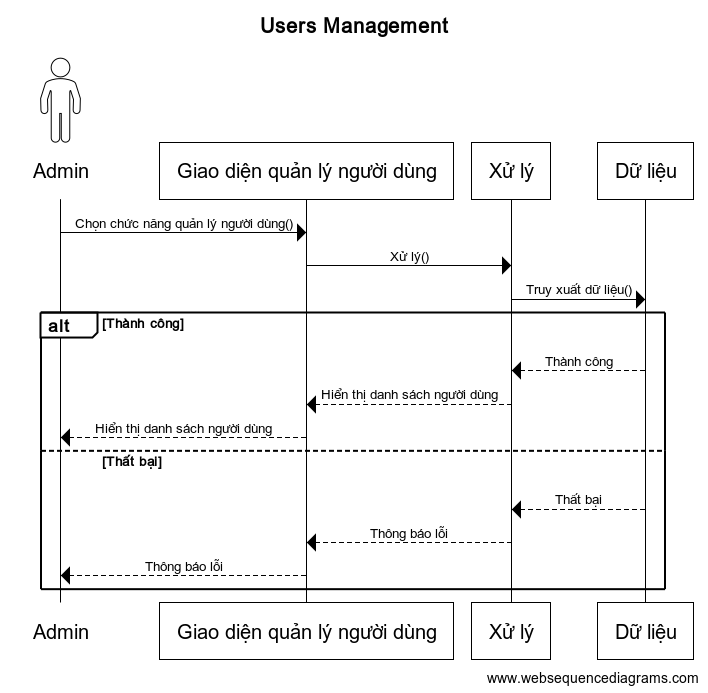 Users Management
Admin
Giao diện quản lý người dùng
Xử lý
Dữ liệu
Chọn chức năng quản lý người dùng()
Xử lý()
Truy xuất dữ liệu()
alt
[Thành công]
Thành công
Hiển thị danh sách người dùng
Hiển thị danh sách người dùng
[Thất bại]
Thất bại
Thông báo lỗi
Thông báo lỗi
Admin
Giao diện quản lý người dùng
Xử lý
Dữ liệu
www.websequencediagrams.com